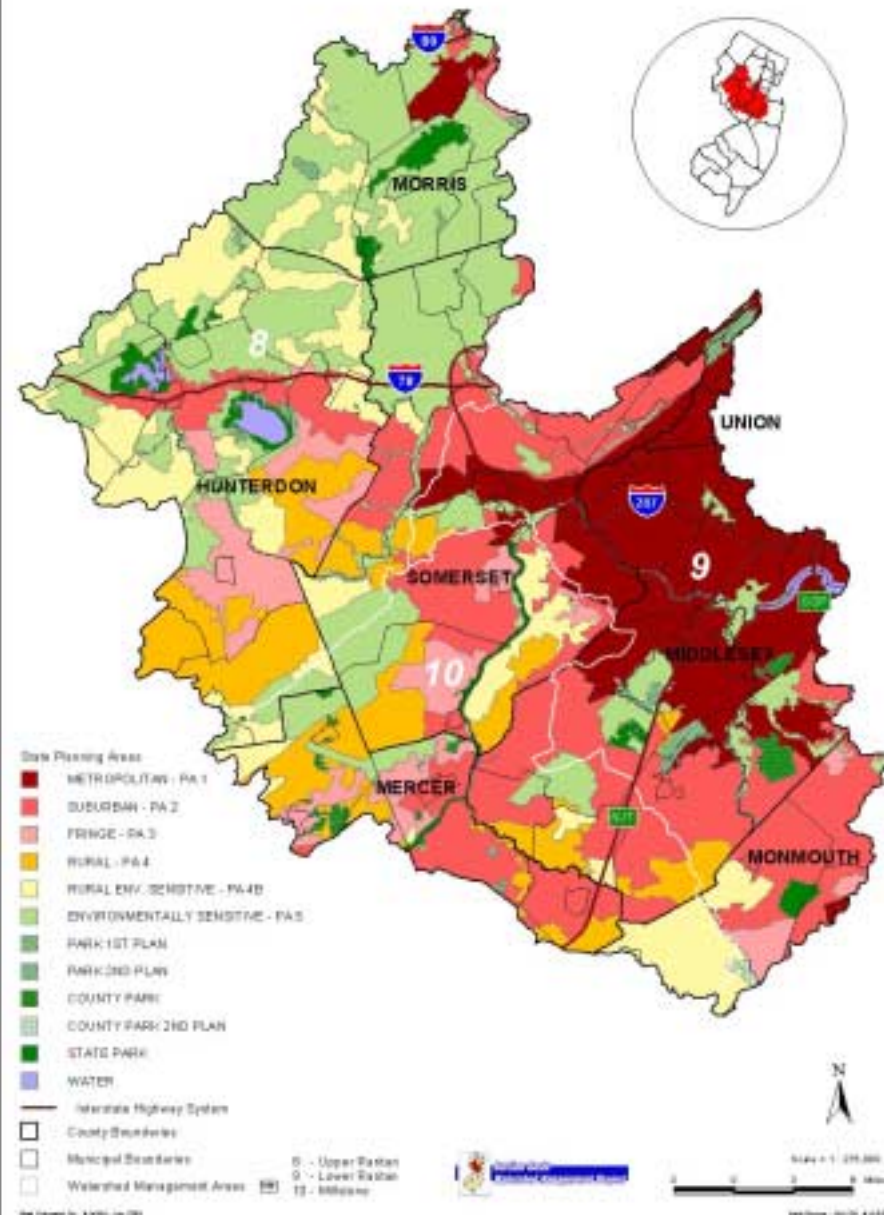 80
MORRIS
8
78
UNION
HUNTERDON
287
9
SOMERSET
GSP
MIDDLESEX
10
State Planning Areas
METROPOLITAN - PA 1
SUBURBAN - PA 2
FRINGE - PA 3
RURAL - PA 4
RURAL ENV. SENSITIVE - PA 4B
ENVIRONMENTALLY SENSITIVE - PA 5
MERCER
NJT
MONMOUTH
PARK 1ST PLAN
PARK 2ND PLAN
COUNTY PARK
COUNTY PARK 2ND PLAN
STATE PARK
WATER
Interstate Highway System
County Boundaries
Municipal Boundaries
Watershed Management Areas
8 - Upper Raritan
9 - Lower Raritan
10 - Millstone
N